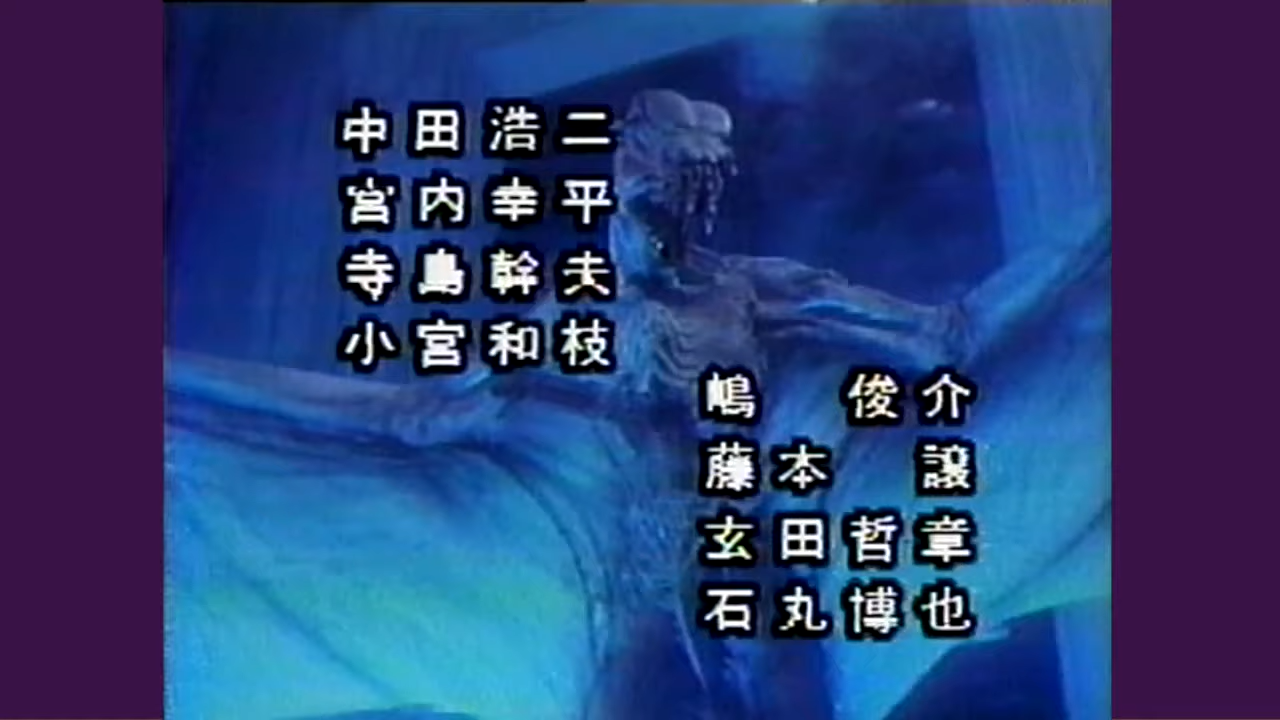 中田浩二
宮内幸平
寺島幹夫
小宮和枝
嶋　俊介
藤本　譲
玄田哲章
石丸博也